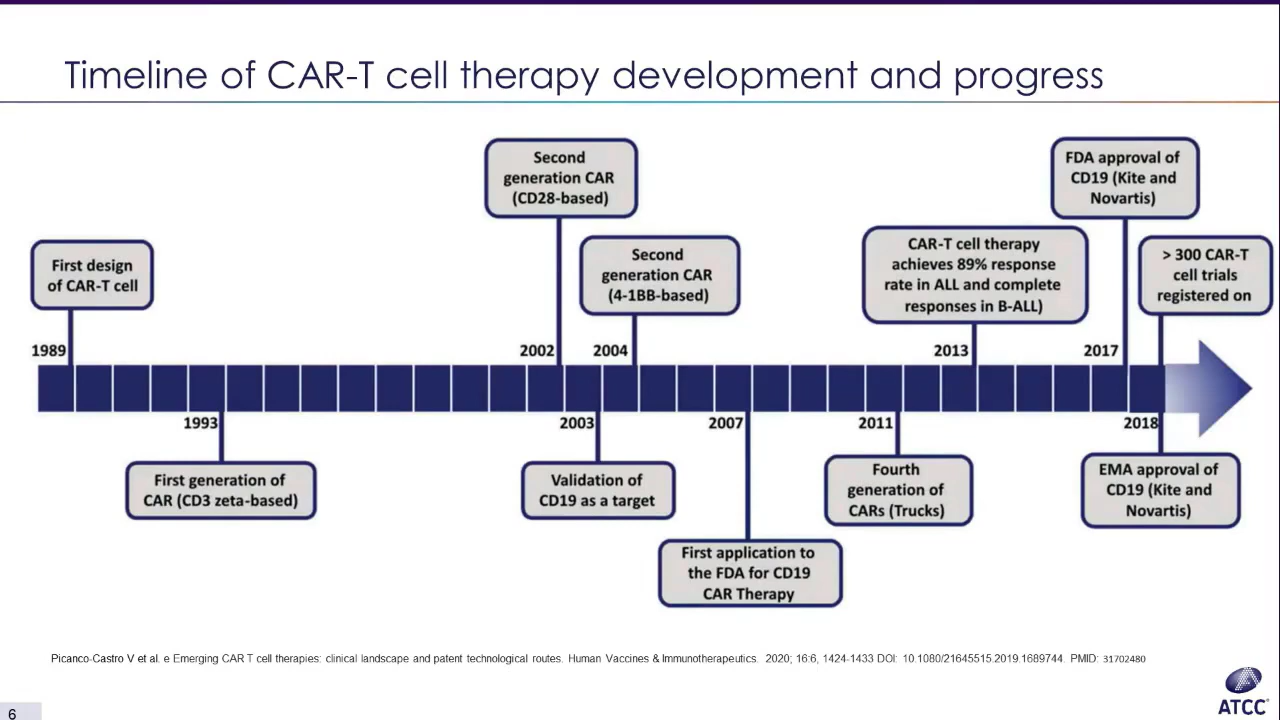 Timeline of CAR-T cell therapy development and progress
Second
generation CAR
(CD28-based)
FDA approval of
CD19 (Kite and
Novartis)
First design
of CAR-T cell
Second
generation CAR
(4-1BB-based)
CAR-T cell therapy
achieves 89% response
rate in ALL and complete
responses in B-ALL)
> 300 CAR-T
cell trials
registered on
1989
2002
2004
2013
2017
1993
2003
2007
2011
2018
First generation of
CAR (CD3 zeta-based)
Validation of
CD19 as a target
First application to
the FDA for CD19
CAR Therapy
Fourth
generation of
CARs (Trucks)
EMA approval of
CD19 (Kite and
Novartis)
Picanco-Castro V et al. e Emerging CAR T cell therapies: clinical landscape and patent technological routes. Human Vaccines & Immunotherapeutics. 2020; 16:6, 1424-1433 DOI: 10.1080/21645515.2019.1689744. PMID: 31702480
ATCC
6